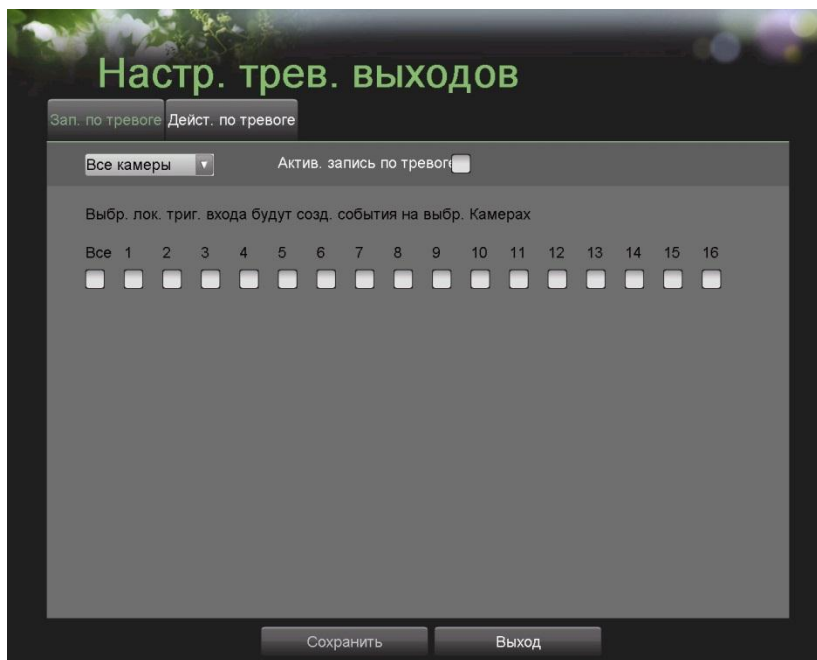 Настр. трев. выходов
Зап. по тревоге Дейст. по тревоге
Все камеры Актив. запись по тревоге
Выбр. лок. триг. входа будут созд. события на выбр. Камерах
Все 1 2 3 4 5 6 7 8 9 10 11 12 13 14 15 16
Сохранить Выход